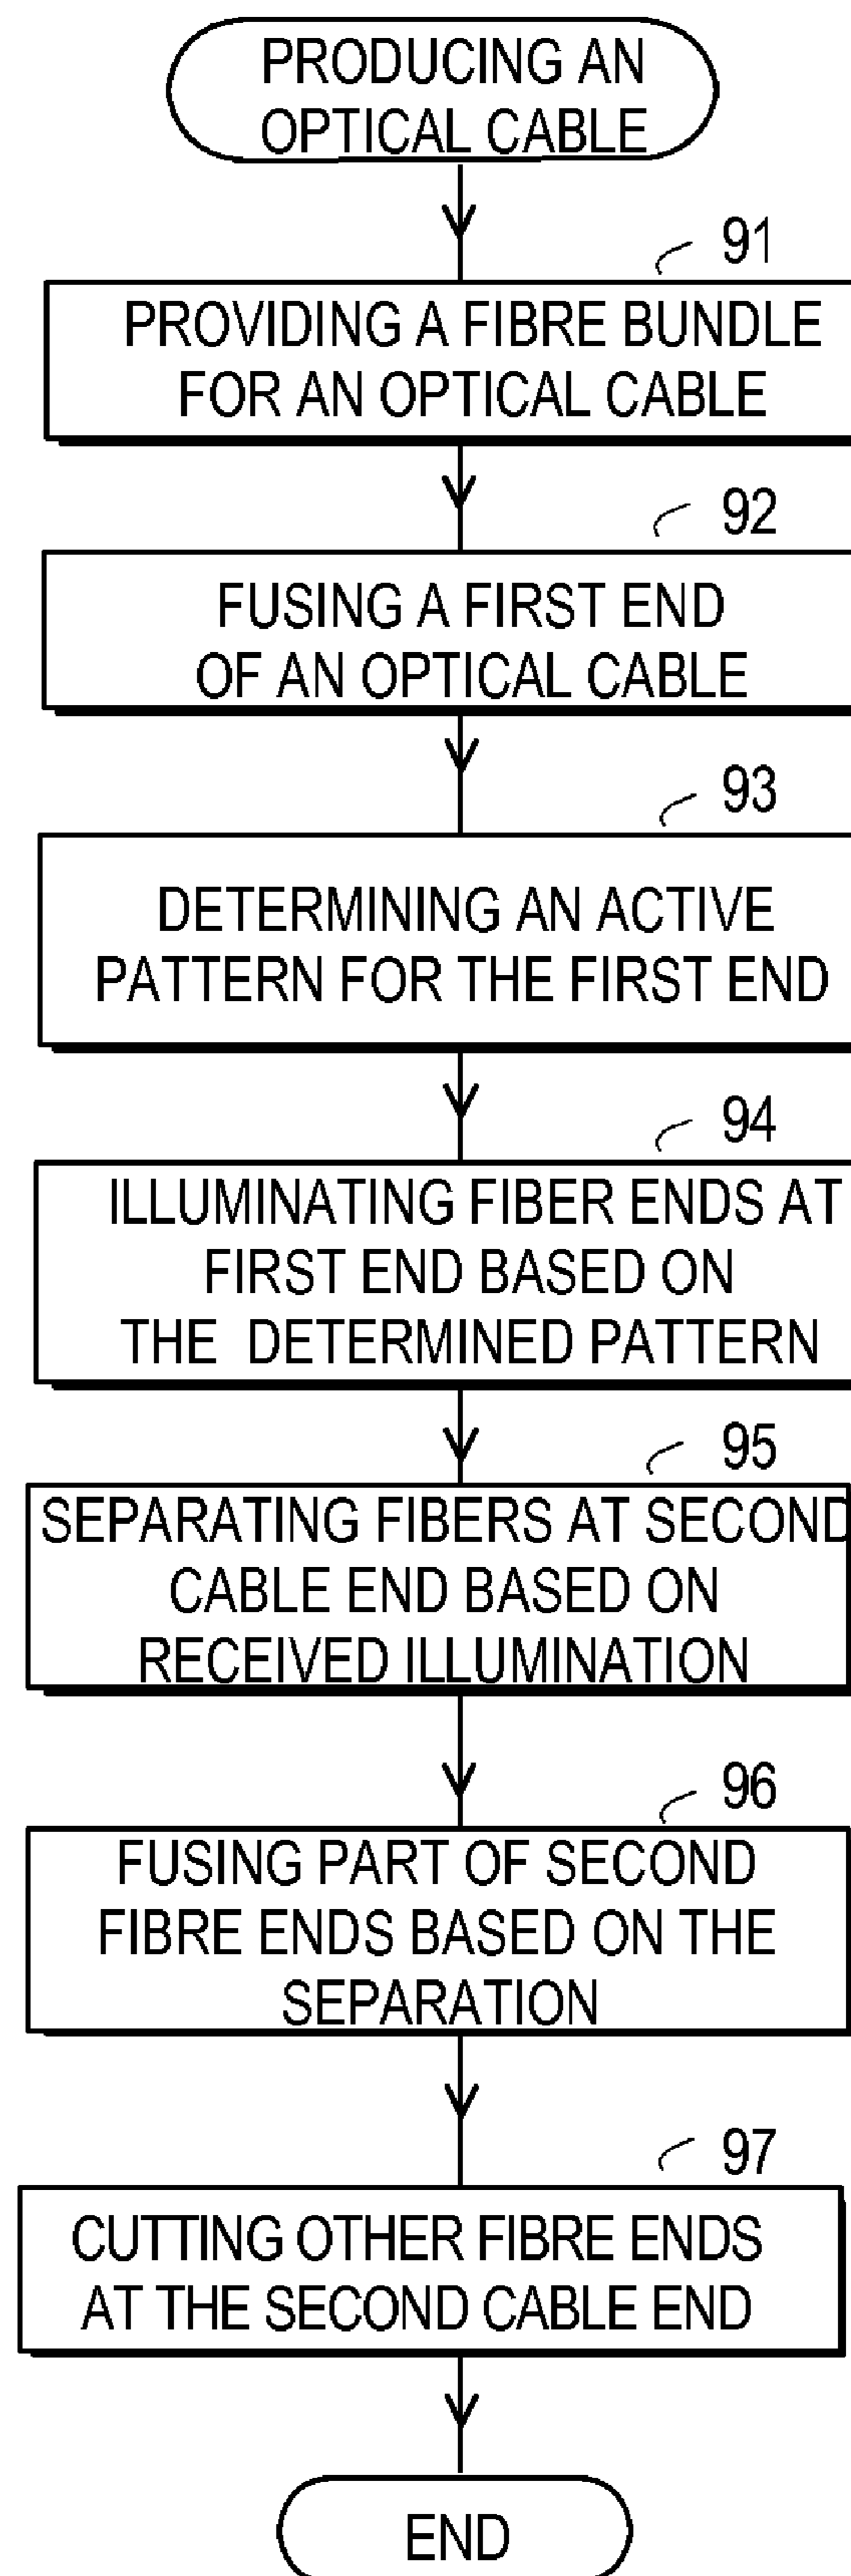 PRODUCING AN
OPTICAL CABLE
91
PROVIDING A FIBRE BUNDLE
FOR AN OPTICAL CABLE
92
FUSING A FIRST END
OF AN OPTICAL CABLE
93
DETERMINING AN ACTIVE
PATTERN FOR THE FIRST END
94
ILLUMINATING FIBER ENDS AT
FIRST END BASED ON
THE DETERMINED PATTERN
95
SEPARATING FIBERS AT SECOND
CABLE END BASED ON
RECEIVED ILLUMINATION
96
FUSING PART OF SECOND
FIBRE ENDS BASED ON THE
SEPARATION
97
CUTTING OTHER FIBRE ENDS
AT THE SECOND CABLE END
END